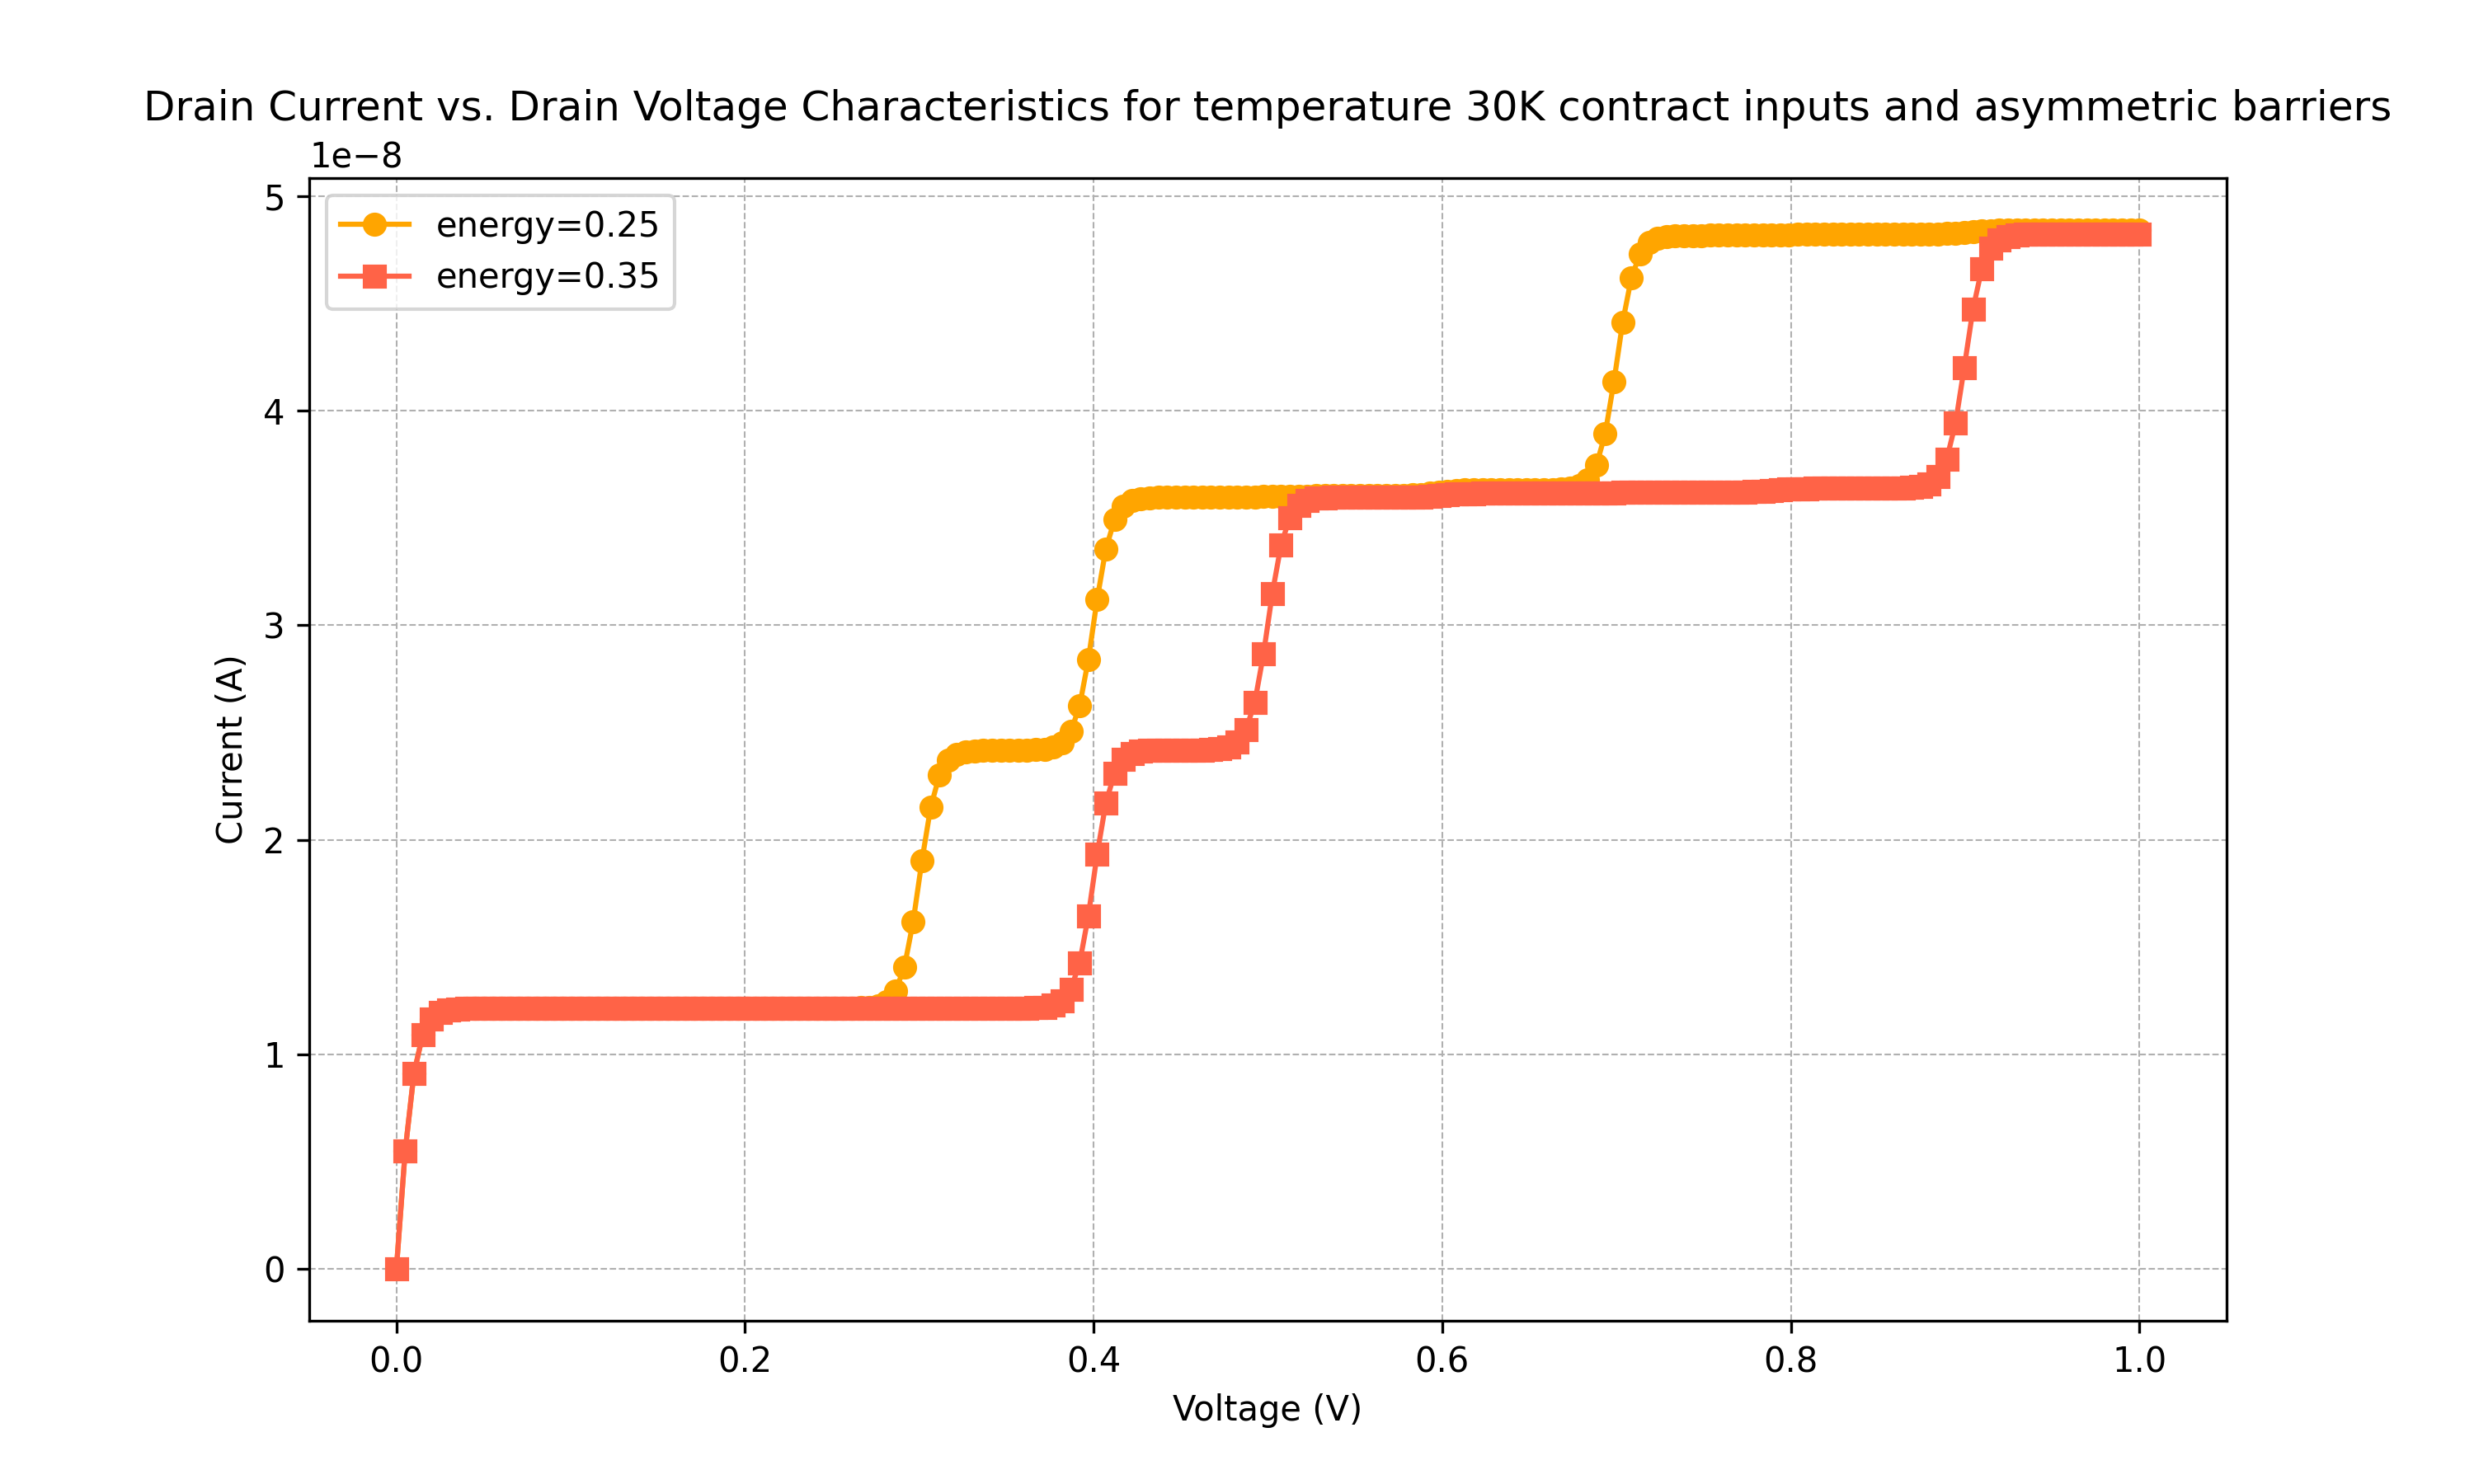 Drain Current vs. Drain Voltage Characteristics for temperature 30K contract inputs and asymmetric barriers
1e−8
energy=0.25
energy=0.35
5
4
3
2
1
0
Current (A)
0.0 0.2 0.4 0.6 0.8 1.0
Voltage (V)